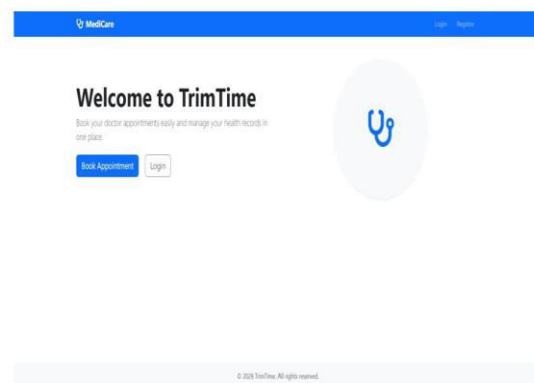 MediCare
Login Register
Welcome to TrimTime
Book your doctor appointments easily and manage your health records in
one place.
Book Appointment Login
© 2026 TrimTime. All rights reserved.